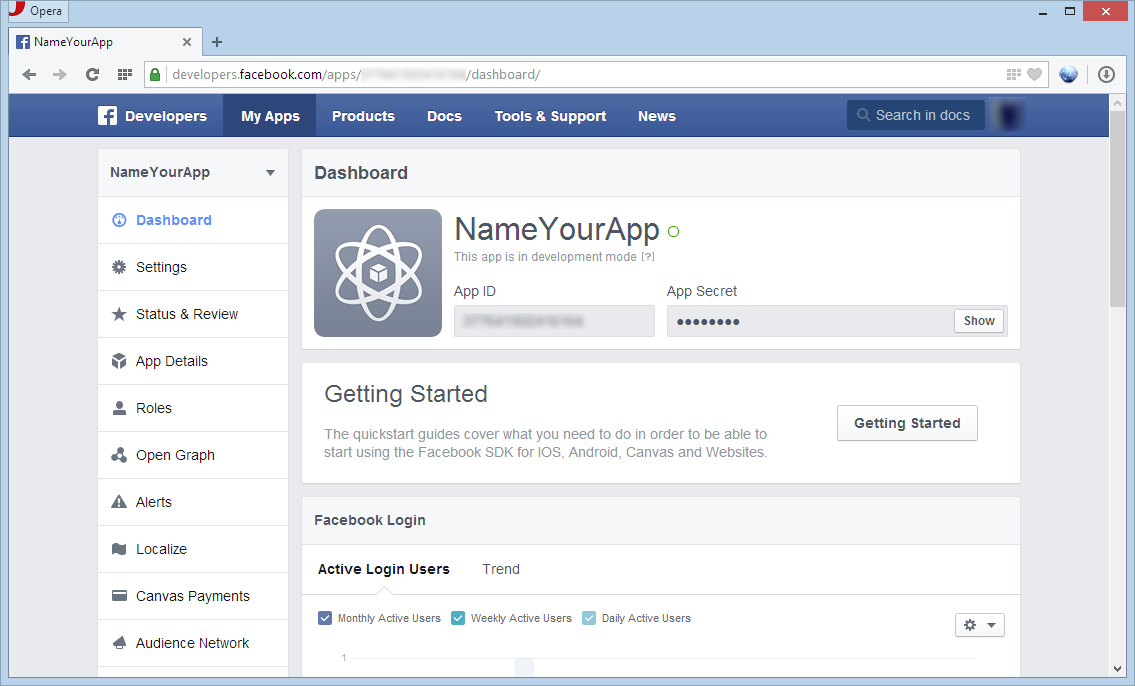 Opera
NameYourApp
developers.facebook.com/apps/ /dashboard/
Developers My Apps Products Docs Tools & Support News Search in docs
NameYourApp
Dashboard
Settings
Status & Review
App Details
Roles
Open Graph
Alerts
Localize
Canvas Payments
Audience Network
Dashboard
NameYourApp
This app is in development mode [?]
App ID App Secret
•••••••• Show
Getting Started
The quickstart guides cover what you need to do in order to be able to
start using the Facebook SDK for IOS, Android, Canvas and Websites.
Getting Started
Facebook Login
Active Login Users Trend
Monthly Active Users Weekly Active Users Daily Active Users
1